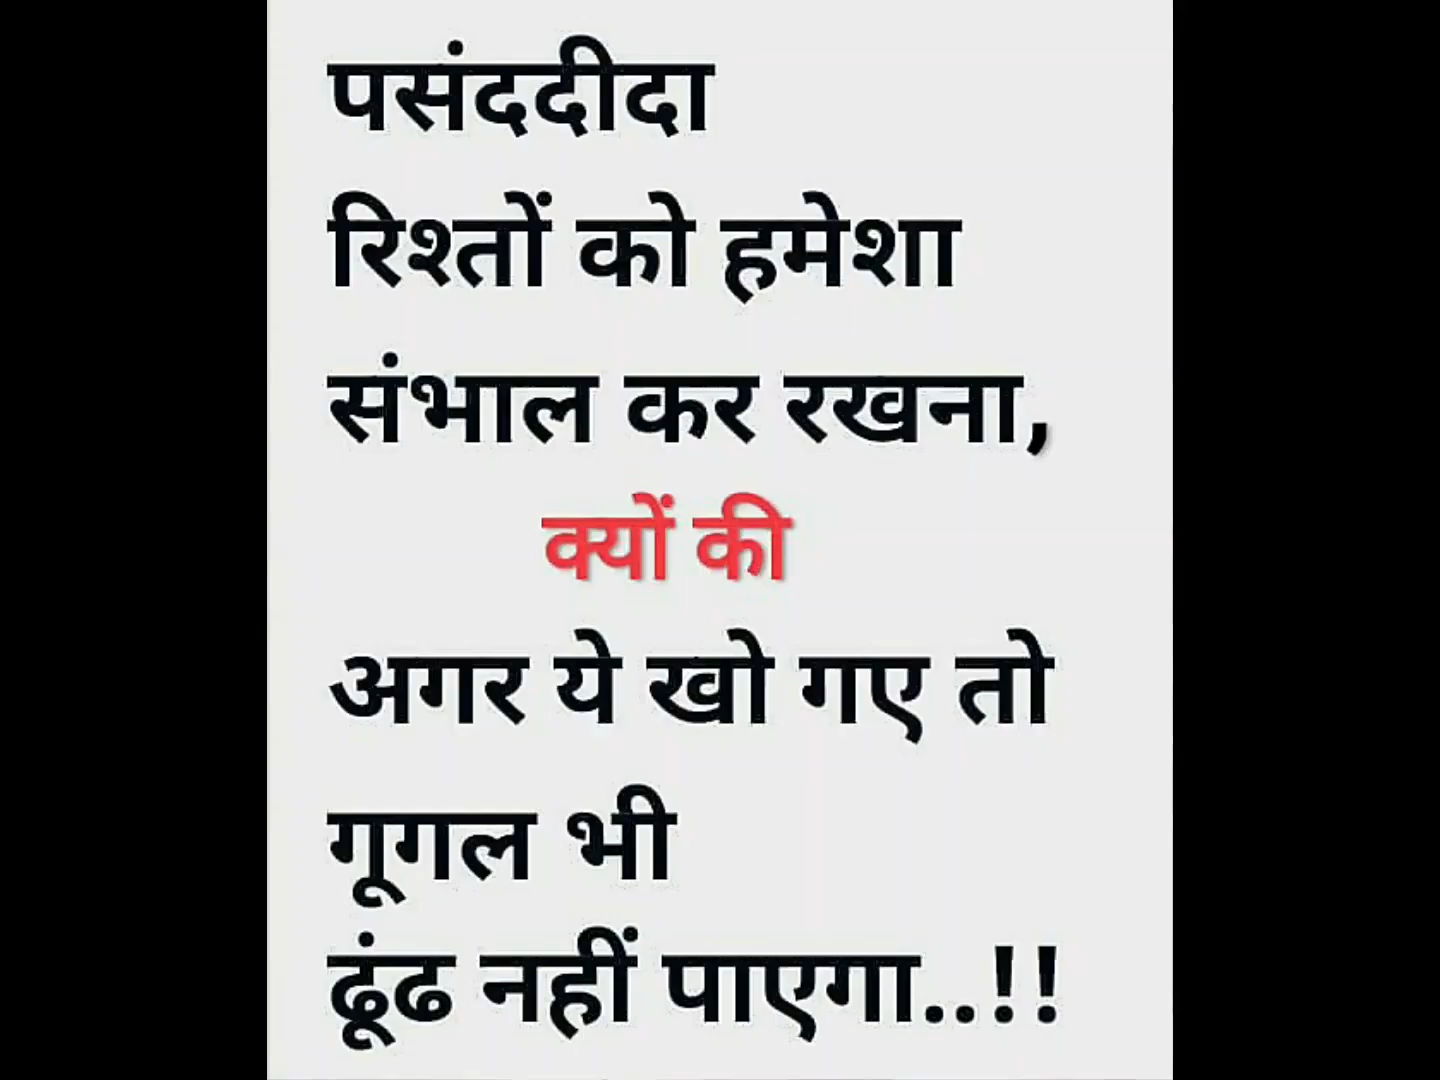 पसंददीदा
रिश्तों को हमेशा
संभाल कर रखना,
क्यों की
अगर ये खो गए तो
गूगल भी
ढूंढ नहीं पाएगा..!!